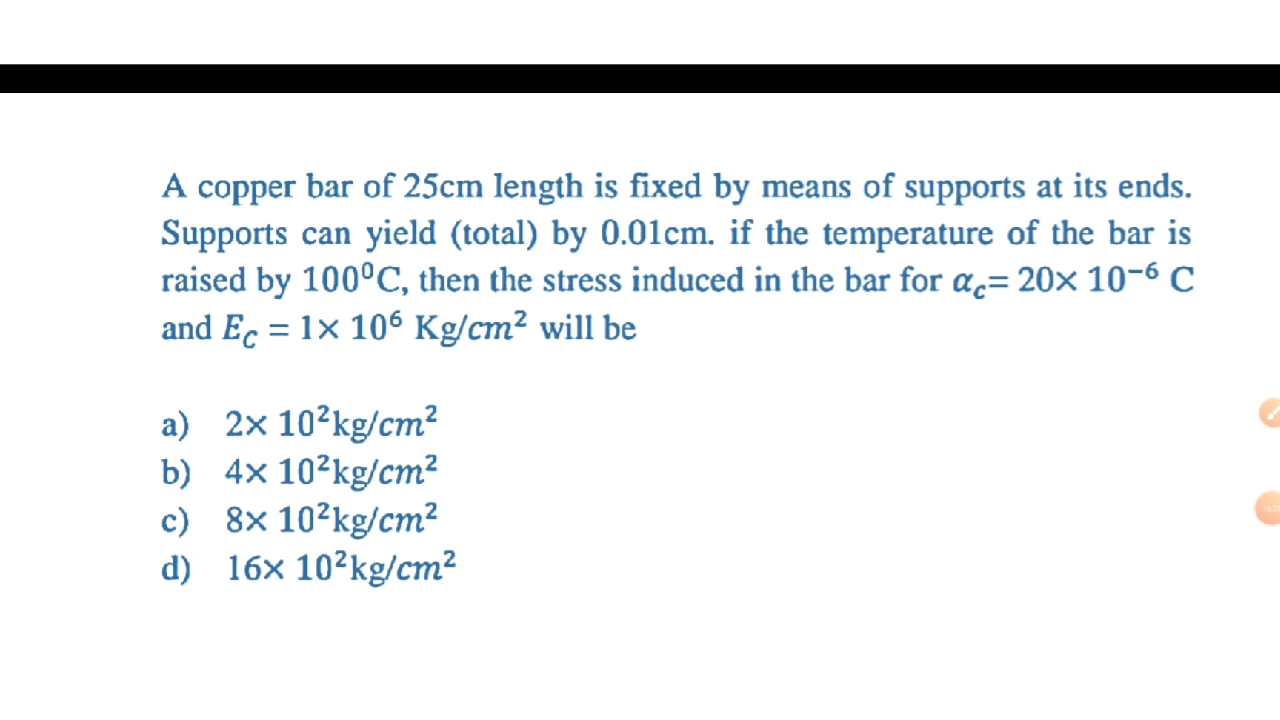 A copper bar of 25cm length is fixed by means of supports at its ends.
Supports can yield (total) by 0.01cm. if the temperature of the bar is
raised by 100⁰C, then the stress induced in the bar for α_c= 20× 10⁻⁶ C
and E_C = 1× 10⁶ Kg/cm² will be
a) 2× 10²kg/cm²
b) 4× 10²kg/cm²
c) 8× 10²kg/cm²
d) 16× 10²kg/cm²